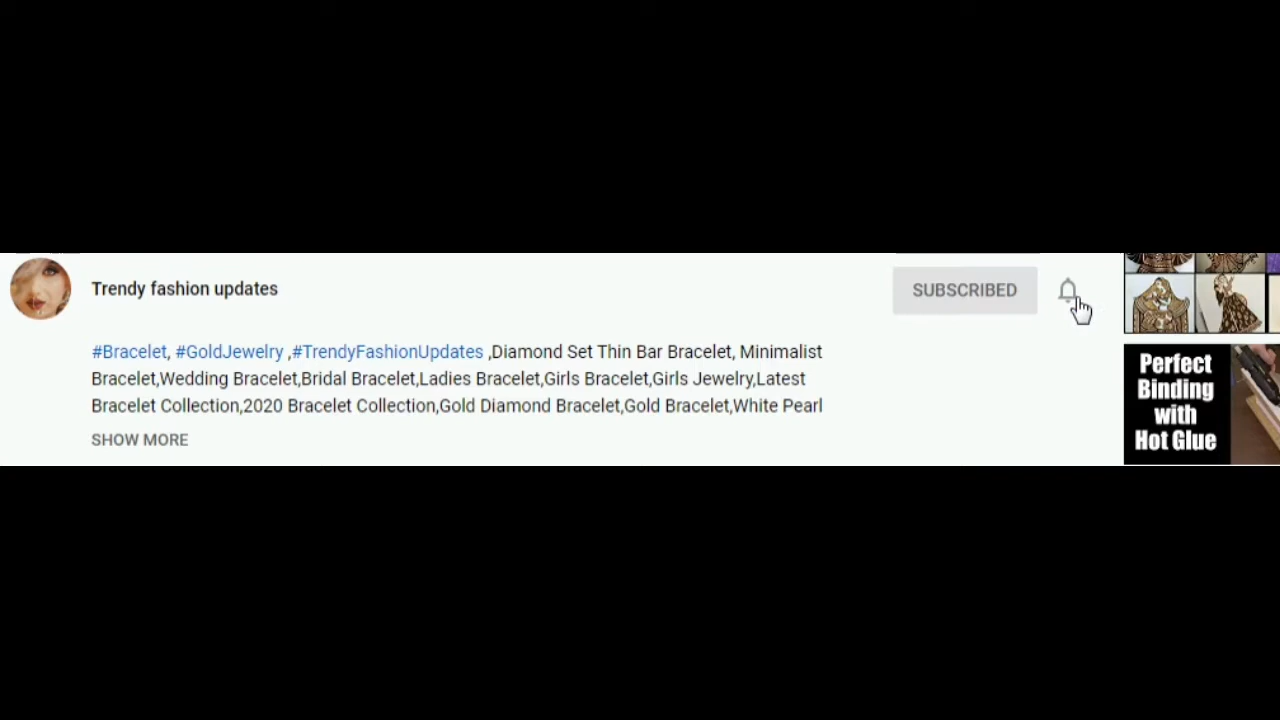 Trendy fashion updates
SUBSCRIBED
#Bracelet, #GoldJewelry ,#TrendyFashionUpdates ,Diamond Set Thin Bar Bracelet, Minimalist
Bracelet,Wedding Bracelet,Bridal Bracelet,Ladies Bracelet,Girls Bracelet,Girls Jewelry,Latest
Bracelet Collection,2020 Bracelet Collection,Gold Diamond Bracelet,Gold Bracelet,White Pearl
SHOW MORE
Perfect
Binding
with
Hot Glue